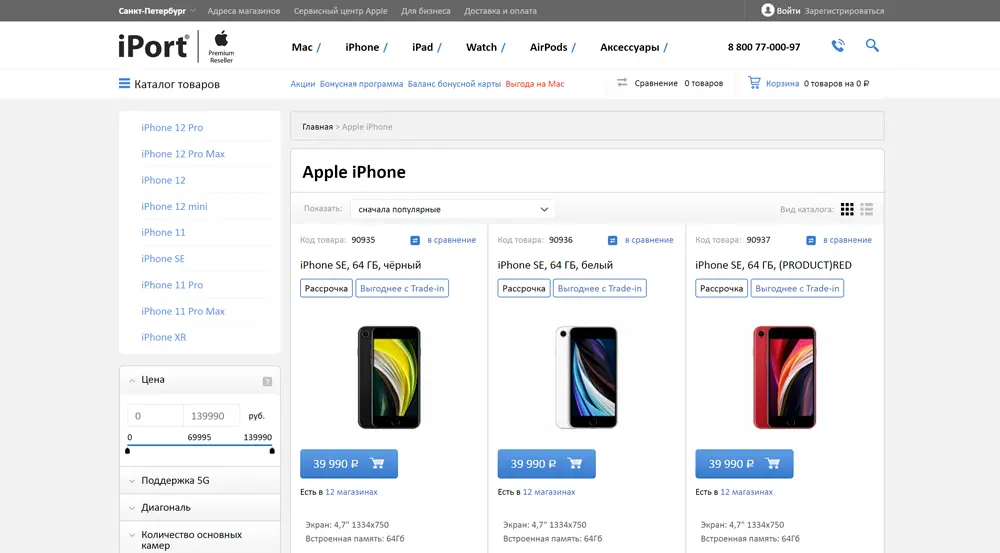 Санкт-Петербург Адреса магазинов Сервисный центр Apple Для бизнеса Доставка и оплата Войти Зарегистрироваться
iPort® Premium Reseller Mac / iPhone / iPad / Watch / AirPods / Аксессуары / 8 800 77-000-97
Каталог товаров Акции Бонусная программа Баланс бонусной карты Выгода на Mac Сравнение 0 товаров Корзина 0 товаров на 0 ₽
iPhone 12 Pro
iPhone 12 Pro Max
iPhone 12
iPhone 12 mini
iPhone 11
iPhone SE
iPhone 11 Pro
iPhone 11 Pro Max
iPhone XR
Цена ?
0 139990 руб.
0 69995 139990
Поддержка 5G
Диагональ
Количество основных
камер
Главная > Apple iPhone
Apple iPhone
Показать: сначала популярные Вид каталога:
Код товара: 90935 в сравнение
iPhone SE, 64 ГБ, чёрный
Рассрочка Выгоднее с Trade-in
39 990 ₽
Есть в 12 магазинах
Экран: 4,7" 1334x750
Встроенная память: 64Гб
Код товара: 90936 в сравнение
iPhone SE, 64 ГБ, белый
Рассрочка Выгоднее с Trade-in
39 990 ₽
Есть в 12 магазинах
Экран: 4,7" 1334x750
Встроенная память: 64Гб
Код товара: 90937 в сравнение
iPhone SE, 64 ГБ, (PRODUCT)RED
Рассрочка Выгоднее с Trade-in
39 990 ₽
Есть в 12 магазинах
Экран: 4,7" 1334x750
Встроенная память: 64Гб